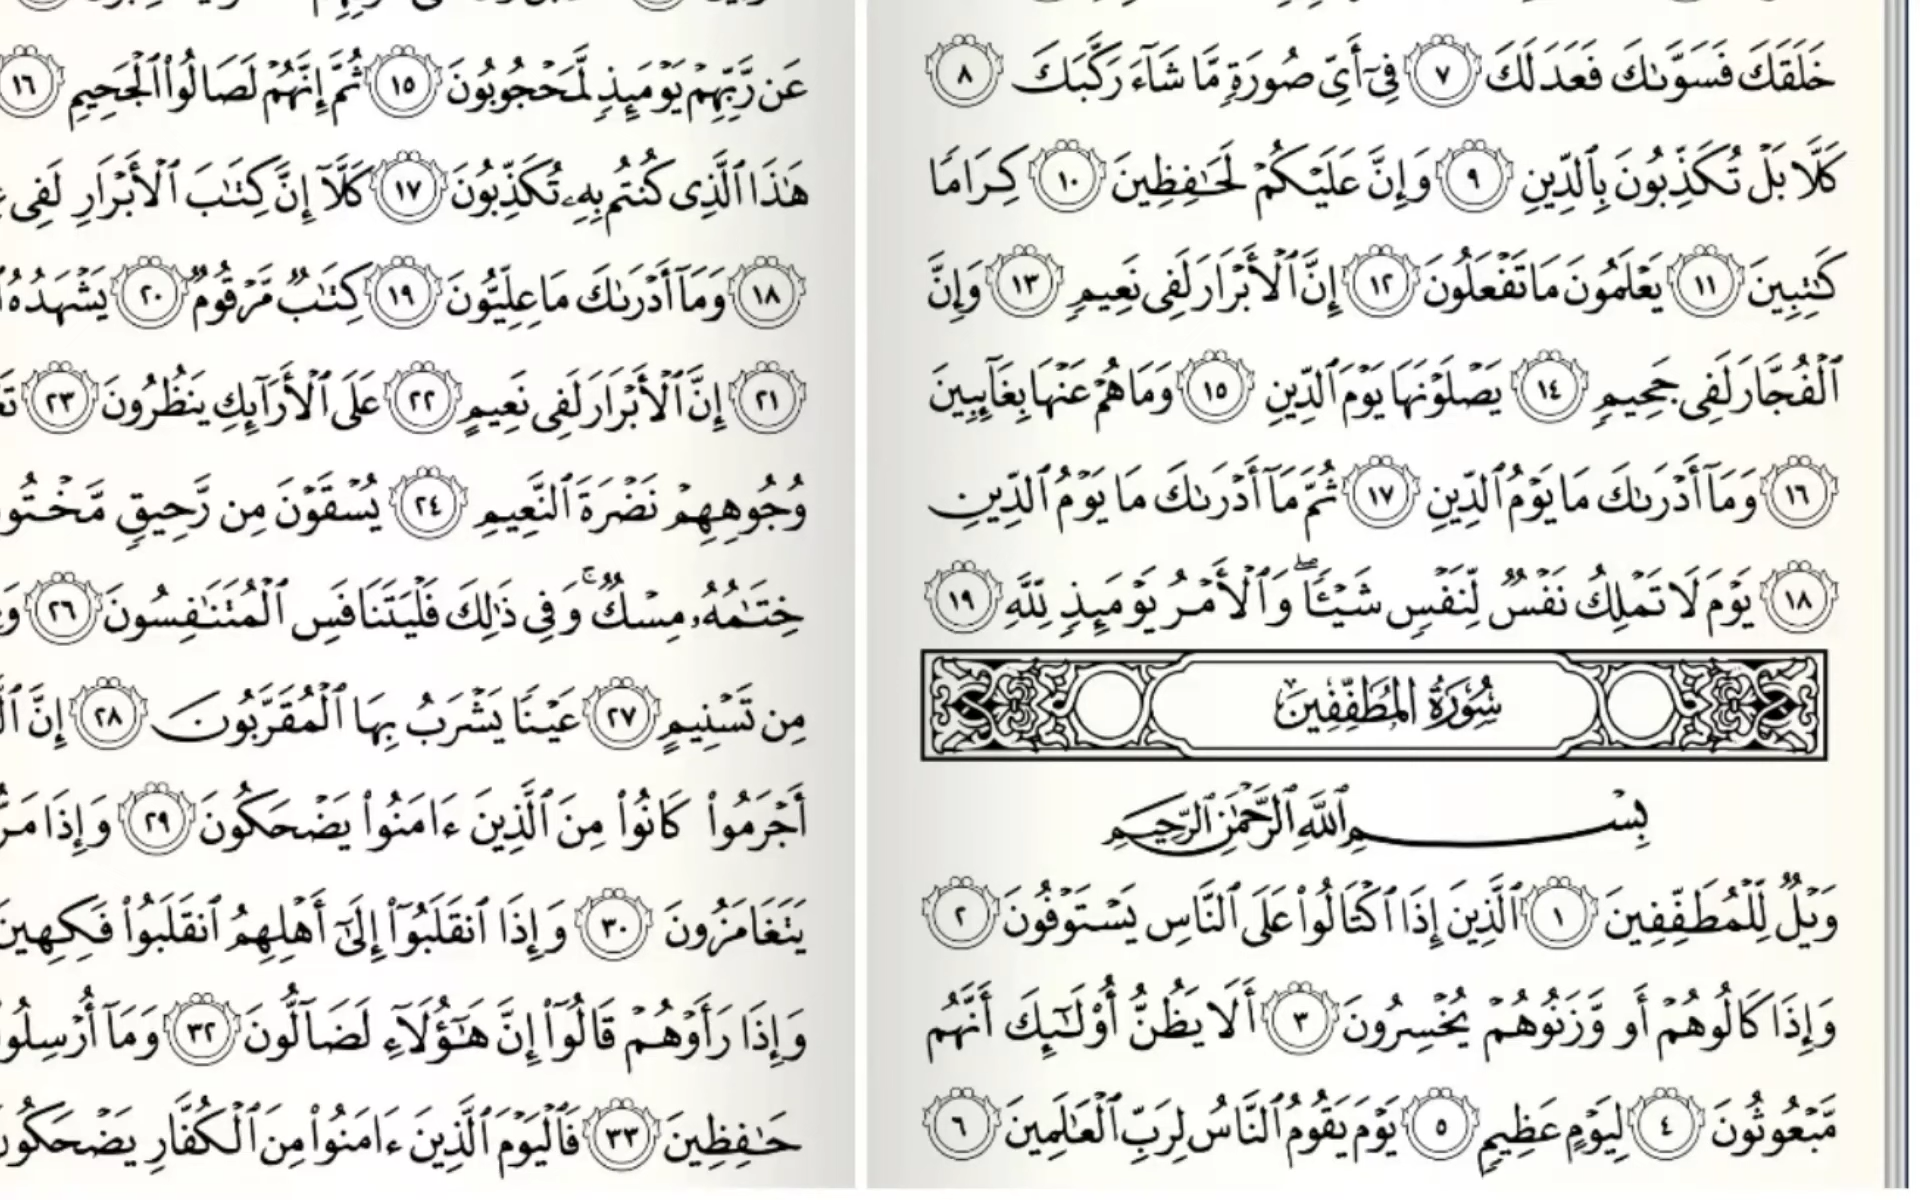 خَلَقَكَ فَسَوَّىٰكَ فَعَدَلَكَ ٧ فِىٓ أَىِّ صُورَةٍ مَّا شَآءَ رَكَّبَكَ ٨
كَلَّا بَلْ تُكَذِّبُونَ بِٱلدِّينِ ٩ وَإِنَّ عَلَيْكُمْ لَحَـٰفِظِينَ ١٠ كِرَامًا
كَـٰتِبِينَ ١١ يَعْلَمُونَ مَا تَفْعَلُونَ ١٢ إِنَّ ٱلْأَبْرَارَ لَفِى نَعِيمٍ ١٣ وَإِنَّ
ٱلْفُجَّارَ لَفِى جَحِيمٍ ١٤ يَصْلَوْنَهَا يَوْمَ ٱلدِّينِ ١٥ وَمَا هُمْ عَنْهَا بِغَآئِبِينَ
١٦ وَمَآ أَدْرَىٰكَ مَا يَوْمُ ٱلدِّينِ ١٧ ثُمَّ مَآ أَدْرَىٰكَ مَا يَوْمُ ٱلدِّينِ
١٨ يَوْمَ لَا تَمْلِكُ نَفْسٌ لِّنَفْسٍ شَيْـًٔا ۖ وَٱلْأَمْرُ يَوْمَئِذٍ لِّلَّهِ ١٩
سُورَةُ المُطَفِّفِينَ
بِسْمِ ٱللَّهِ ٱلرَّحْمَـٰنِ ٱلرَّحِيمِ
وَيْلٌ لِّلْمُطَفِّفِينَ ١ ٱلَّذِينَ إِذَا ٱكْتَالُوا۟ عَلَى ٱلنَّاسِ يَسْتَوْفُونَ ٢
وَإِذَا كَالُوهُمْ أَو وَّزَنُوهُمْ يُخْسِرُونَ ٣ أَلَا يَظُنُّ أُو۟لَـٰٓئِكَ أَنَّهُم
مَّبْعُوثُونَ ٤ لِيَوْمٍ عَظِيمٍ ٥ يَوْمَ يَقُومُ ٱلنَّاسُ لِرَبِّ ٱلْعَـٰلَمِينَ ٦
عَن رَّبِّهِمْ يَوْمَئِذٍ لَّمَحْجُوبُونَ ١٥ ثُمَّ إِنَّهُمْ لَصَالُوا۟ ٱلْجَحِيمِ ١٦
هَـٰذَا ٱلَّذِى كُنتُم بِهِۦ تُكَذِّبُونَ ١٧ كَلَّآ إِنَّ كِتَـٰبَ ٱلْأَبْرَارِ لَفِى
١٨ وَمَآ أَدْرَىٰكَ مَا عِلِّيُّونَ ١٩ كِتَـٰبٌ مَّرْقُومٌ ٢٠ يَشْهَدُهُ
٢١ إِنَّ ٱلْأَبْرَارَ لَفِى نَعِيمٍ ٢٢ عَلَى ٱلْأَرَآئِكِ يَنظُرُونَ ٢٣
وُجُوهِهِمْ نَضْرَةَ ٱلنَّعِيمِ ٢٤ يُسْقَوْنَ مِن رَّحِيقٍ
خِتَـٰمُهُۥ مِسْكٌ ۚ وَفِى ذَٰلِكَ فَلْيَتَنَافَسِ ٱلْمُتَنَـٰفِسُونَ ٢٦
مِن تَسْنِيمٍ ٢٧ عَيْنًا يَشْرَبُ بِهَا ٱلْمُقَرَّبُونَ ٢٨ إِنَّ
أَجْرَمُوا۟ كَانُوا۟ مِنَ ٱلَّذِينَ ءَامَنُوا۟ يَضْحَكُونَ ٢٩ وَإِذَا
يَتَغَامَزُونَ ٣٠ وَإِذَا ٱنقَلَبُوٓا۟ إِلَىٰٓ أَهْلِهِمُ ٱنقَلَبُوا۟ فَكِهِينَ
وَإِذَا رَأَوْهُمْ قَالُوٓا۟ إِنَّ هَـٰٓؤُلَآءِ لَضَآلُّونَ ٣٢ وَمَآ أُرْسِلُوا۟
حَـٰفِظِينَ ٣٣ فَٱلْيَوْمَ ٱلَّذِينَ ءَامَنُوا۟ مِنَ ٱلْكُفَّارِ يَضْحَكُونَ